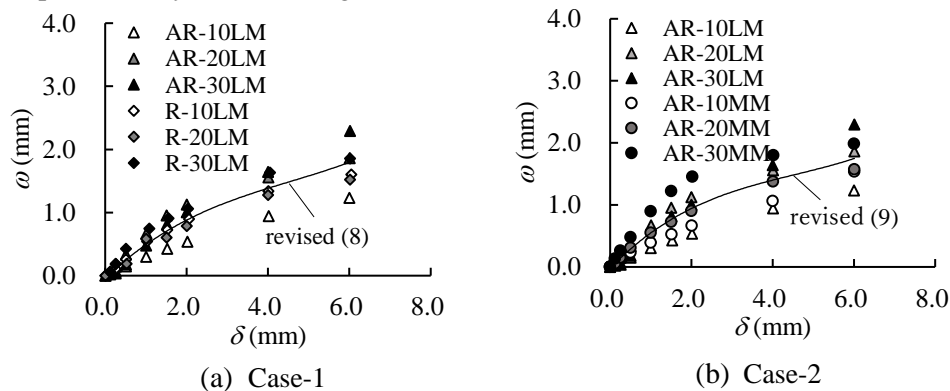 4.0
3.0
2.0
1.0
0.0
ω (mm)
AR-10LM
AR-20LM
AR-30LM
R-10LM
R-20LM
R-30LM
revised (8)
0.0 2.0 4.0 6.0 8.0
δ (mm)
(a) Case-1
4.0
3.0
2.0
1.0
0.0
ω (mm)
AR-10LM
AR-20LM
AR-30LM
AR-10MM
AR-20MM
AR-30MM
revised (9)
0.0 2.0 4.0 6.0 8.0
δ (mm)
(b) Case-2